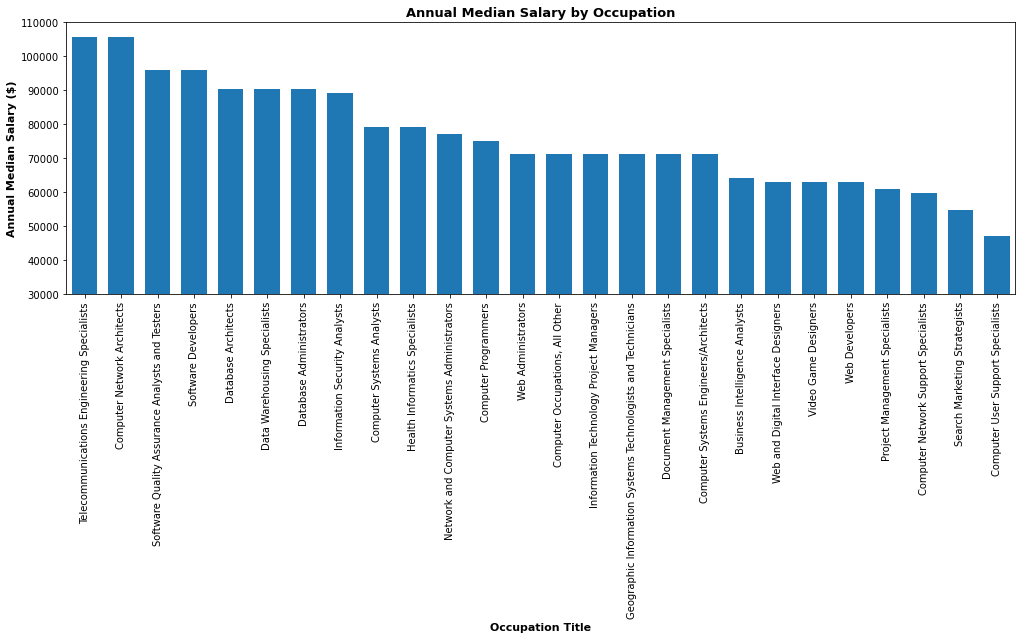 Annual Median Salary by Occupation
Annual Median Salary ($)
110000
100000
90000
80000
70000
60000
50000
40000
30000
Telecommunications Engineering Specialists
Computer Network Architects
Software Quality Assurance Analysts and Testers
Software Developers
Database Architects
Data Warehousing Specialists
Database Administrators
Information Security Analysts
Computer Systems Analysts
Health Informatics Specialists
Network and Computer Systems Administrators
Computer Programmers
Web Administrators
Computer Occupations, All Other
Information Technology Project Managers
Geographic Information Systems Technologists and Technicians
Document Management Specialists
Computer Systems Engineers/Architects
Business Intelligence Analysts
Web and Digital Interface Designers
Video Game Designers
Web Developers
Project Management Specialists
Computer Network Support Specialists
Search Marketing Strategists
Computer User Support Specialists
Occupation Title